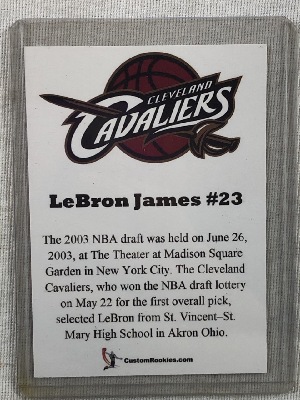 CLEVELAND
CAVALIERS
LeBron James #23
The 2003 NBA draft was held on June 26,
2003, at The Theater at Madison Square
Garden in New York City. The Cleveland
Cavaliers, who won the NBA draft lottery
on May 22 for the first overall pick,
selected LeBron from St. Vincent–St.
Mary High School in Akron Ohio.
CustomRookies.com